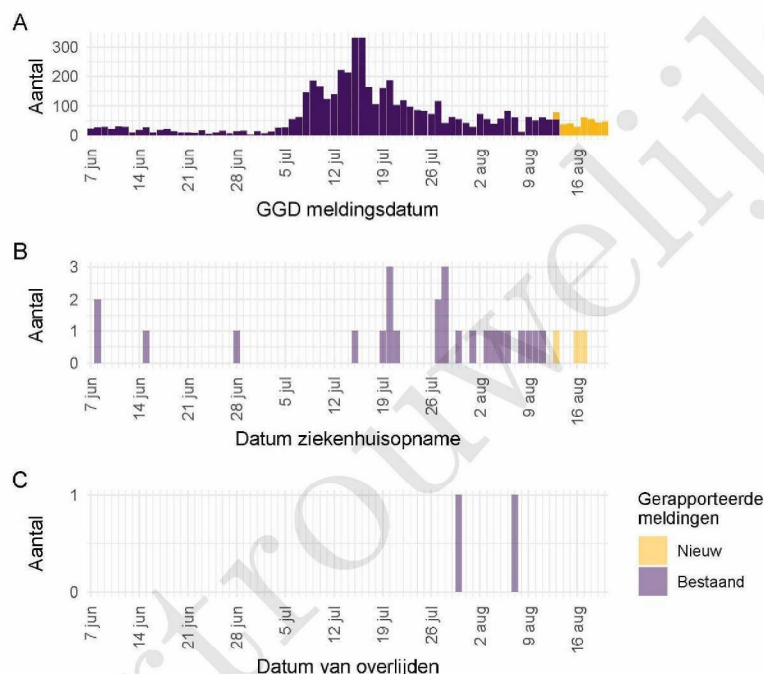 A
Aantal
300
200
100
0
7 jun
14 jun
21 jun
28 jun
5 jul
12 jul
19 jul
26 jul
2 aug
9 aug
16 aug
GGD meldingsdatum
B
Aantal
3
2
1
0
7 jun
14 jun
21 jun
28 jun
5 jul
12 jul
19 jul
26 jul
2 aug
9 aug
16 aug
Datum ziekenhuisopname
C
Aantal
1
0
7 jun
14 jun
21 jun
28 jun
5 jul
12 jul
19 jul
26 jul
2 aug
9 aug
16 aug
Datum van overlijden
Gerapporteerde
meldingen
Nieuw
Bestaand
rtrouwelijk